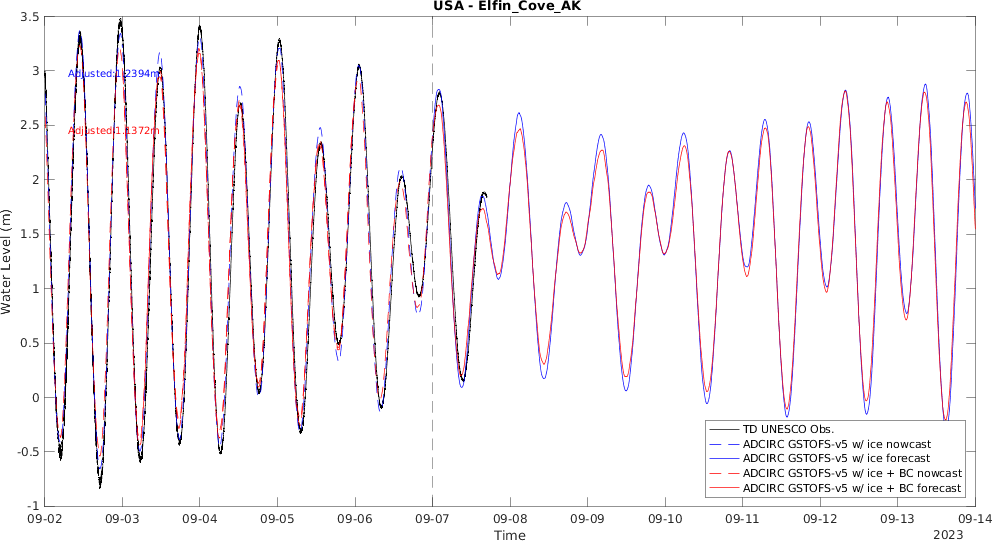 USA - Elfin_Cove_AK
3.5
3
2.5
2
1.5
1
0.5
0
-0.5
-1
Water Level (m)
Adjusted:1.2394m
Adjusted:1.1372m
TD UNESCO Obs.
ADCIRC GSTOFS-v5 w/ ice nowcast
ADCIRC GSTOFS-v5 w/ ice forecast
ADCIRC GSTOFS-v5 w/ ice + BC nowcast
ADCIRC GSTOFS-v5 w/ ice + BC forecast
09-02 09-03 09-04 09-05 09-06 09-07 09-08 09-09 09-10 09-11 09-12 09-13 09-14
Time
2023